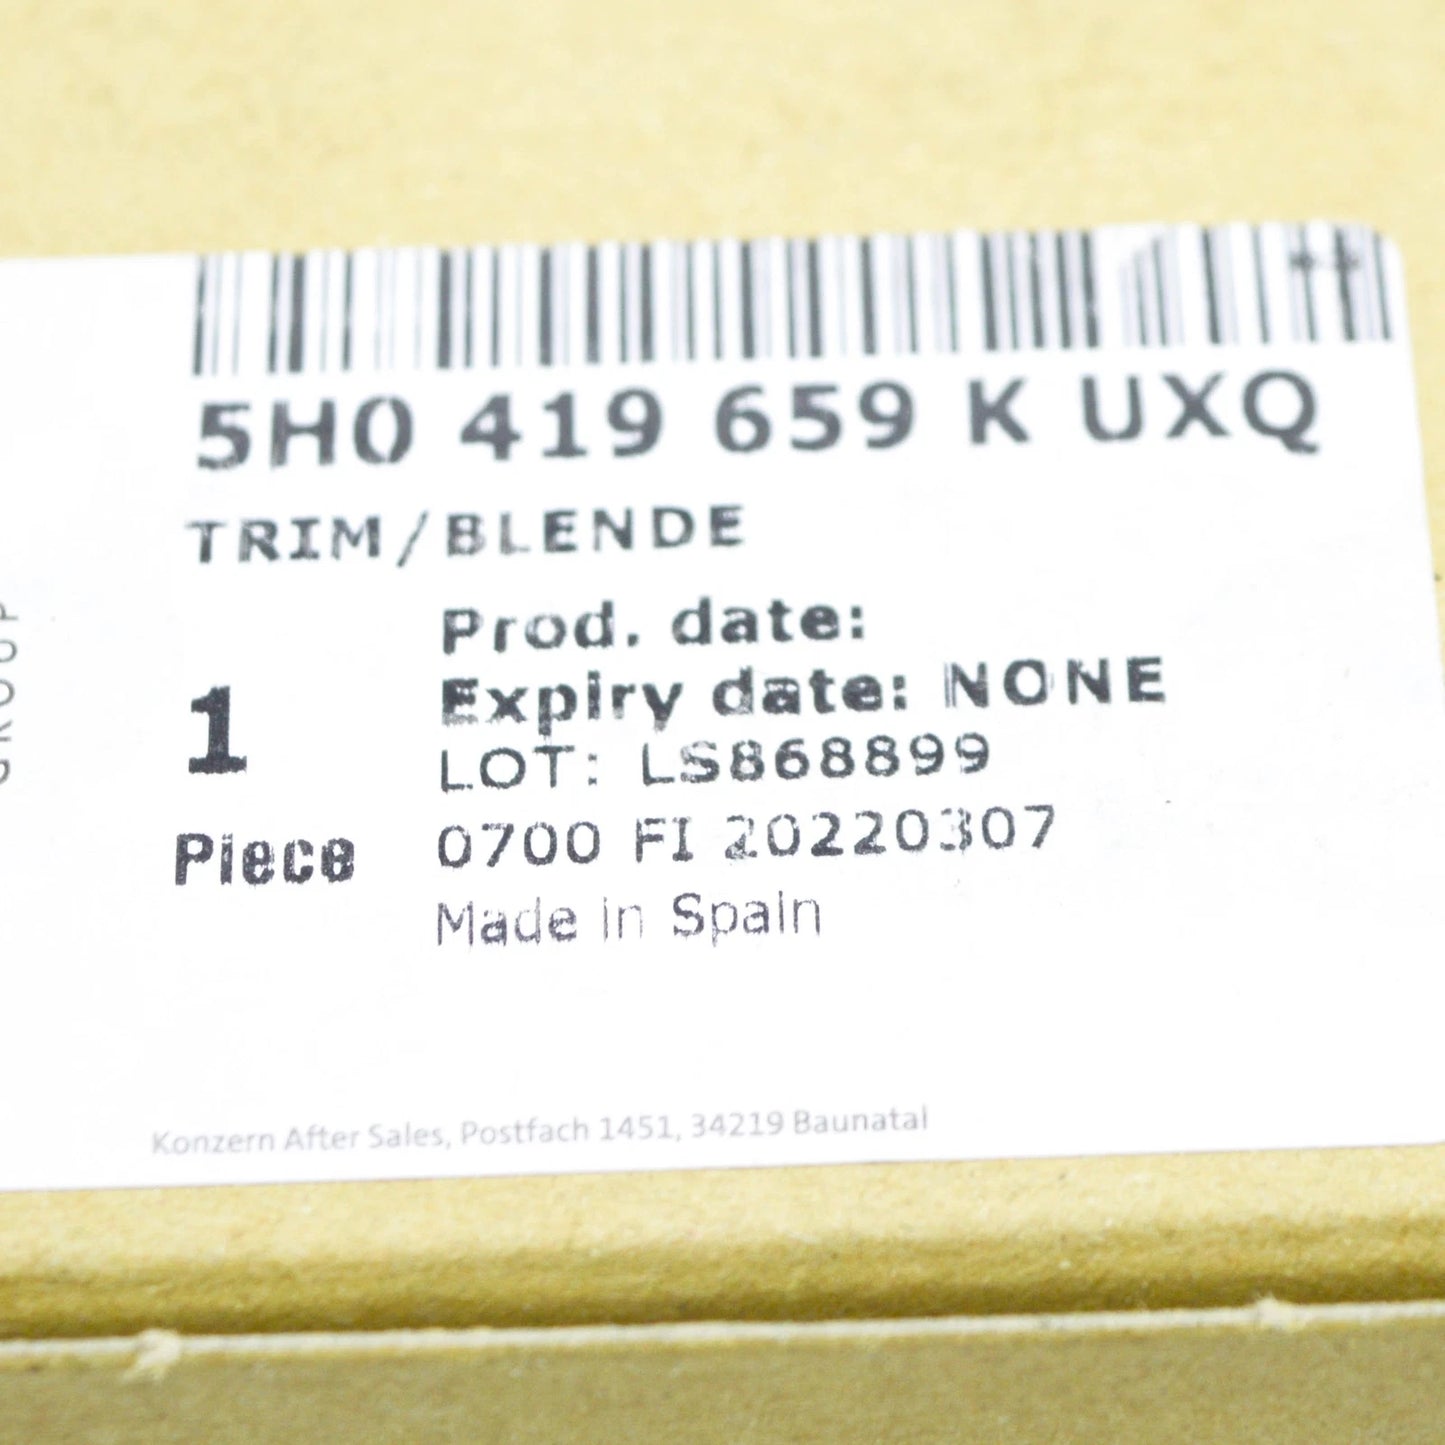 5H0 419 659 K UXQ
TRIM/BLENDE
Prod. date:
Expiry date: NONE
LOT: LS868899
1
Piece
0700 FI 20220307
Made in Spain
GROUP
Konzern After Sales, Postfach 1451, 34219 Baunatal